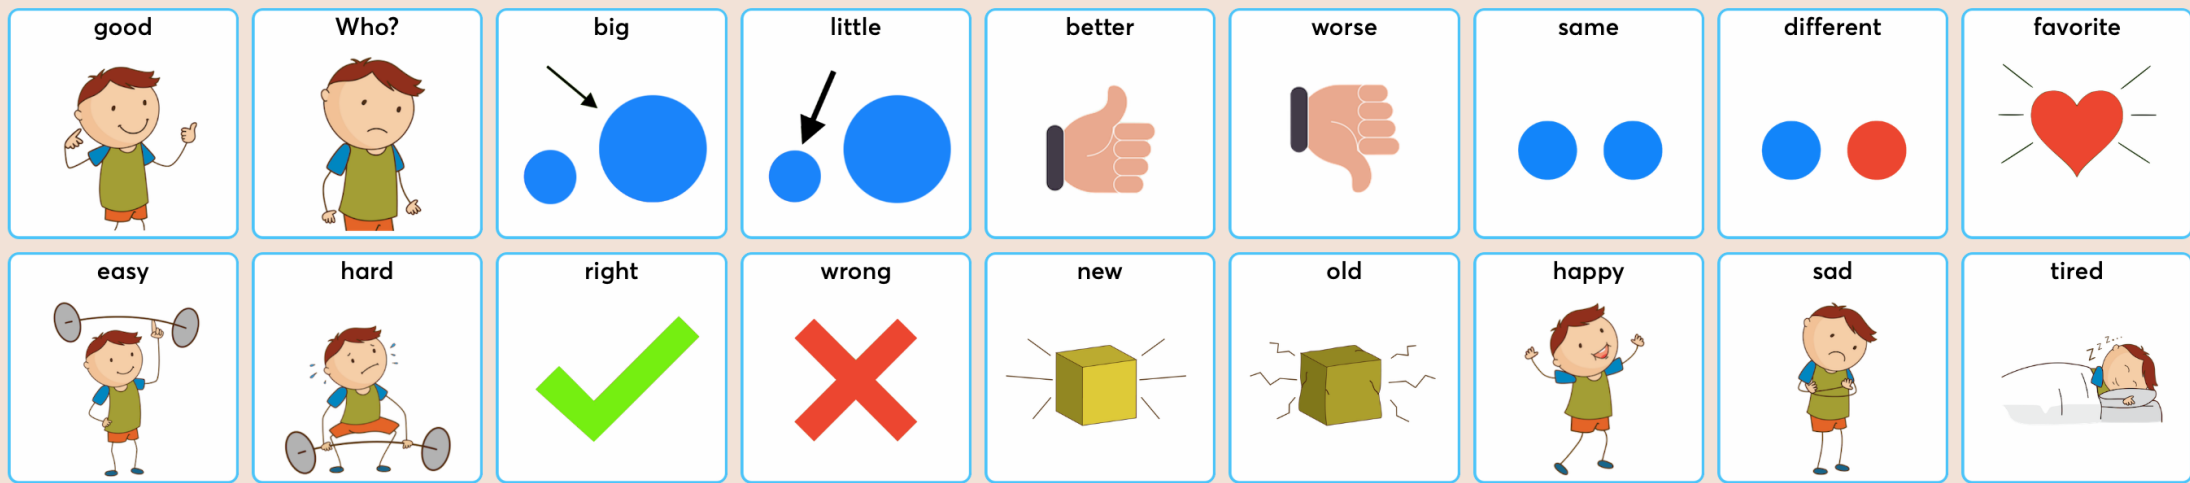 good
Who?
big
little
better
worse
same
different
favorite
easy
hard
right
wrong
new
old
happy
sad
tired
z z z...